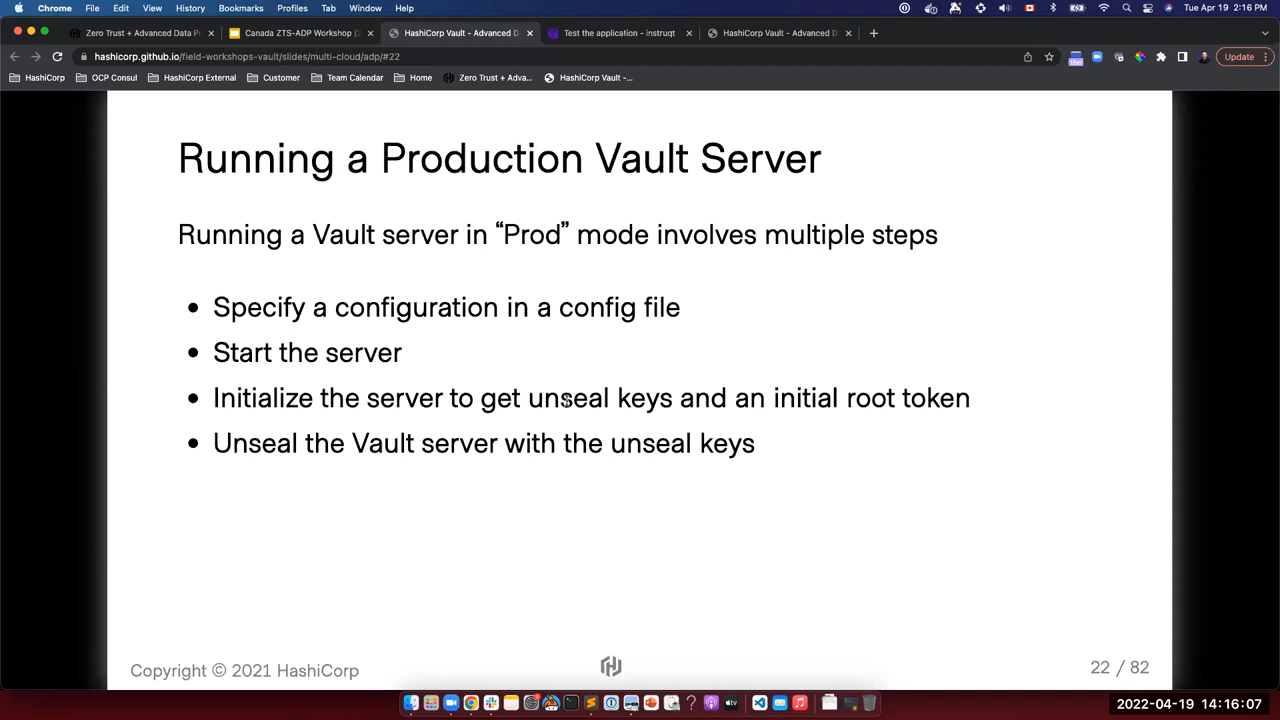 Chrome File Edit View History Bookmarks Profiles Tab Window Help Tue Apr 19 2:16 PM
Zero Trust + Advanced Data P Canada ZTS-ADP Workshop (2 HashiCorp Vault - Advanced D Test the application - instruqt HashiCorp Vault - Advanced D
hashicorp.github.io/field-workshops-vault/slides/multi-cloud/adp/#22 Update
HashiCorp OCP Consul HashiCorp External Customer Team Calendar Home Zero Trust + Adva... HashiCorp Vault -...
Running a Production Vault Server
Running a Vault server in “Prod” mode involves multiple steps
• Specify a configuration in a config file
• Start the server
• Initialize the server to get unseal keys and an initial root token
• Unseal the Vault server with the unseal keys
Copyright © 2021 HashiCorp 22 / 82
2022-04-19 14:16:07